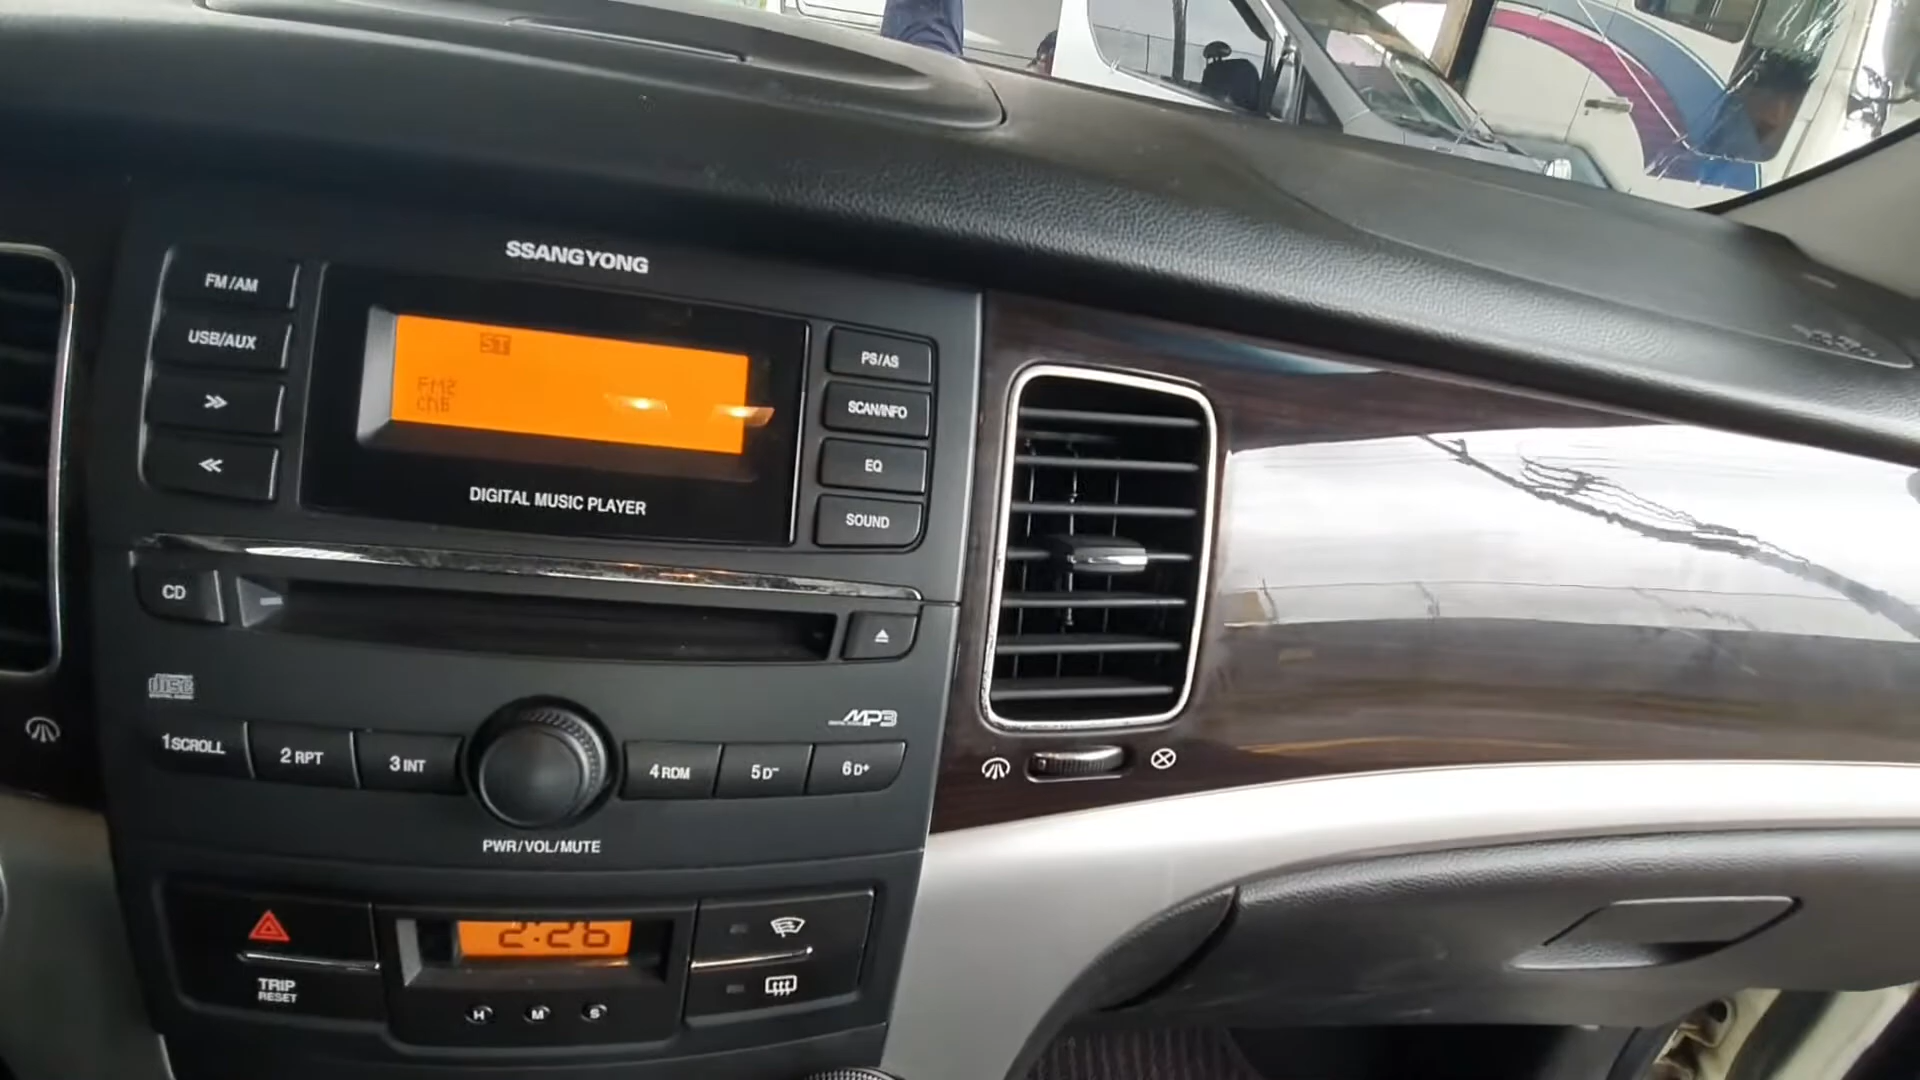 SSANGYONG
FM/AM
USB/AUX
ST
FM2
Ch6
PS/AS
SCAN/INFO
EQ
SOUND
DIGITAL MUSIC PLAYER
CD
disc
MP3
1 SCROLL
2 RPT
3 INT
4 RDM
5 D-
6 D+
PWR/VOL/MUTE
2:26
TRIP
RESET
H M S